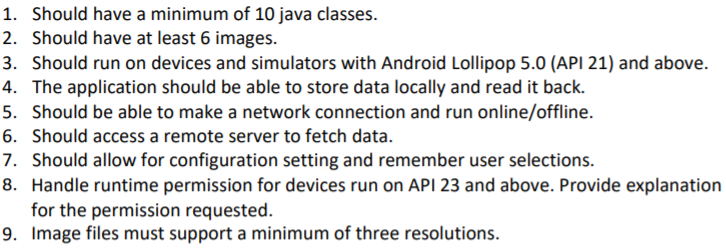 1. Should have a minimum of 10 java classes.
2. Should have at least 6 images.
3. Should run on devices and simulators with Android Lollipop 5.0 (API 21) and above.
4. The application should be able to store data locally and read it back.
5. Should be able to make a network connection and run online/offline.
6. Should access a remote server to fetch data.
7. Should allow for configuration setting and remember user selections.
8. Handle runtime permission for devices run on API 23 and above. Provide explanation
for the permission requested.
9. Image files must support a minimum of three resolutions.